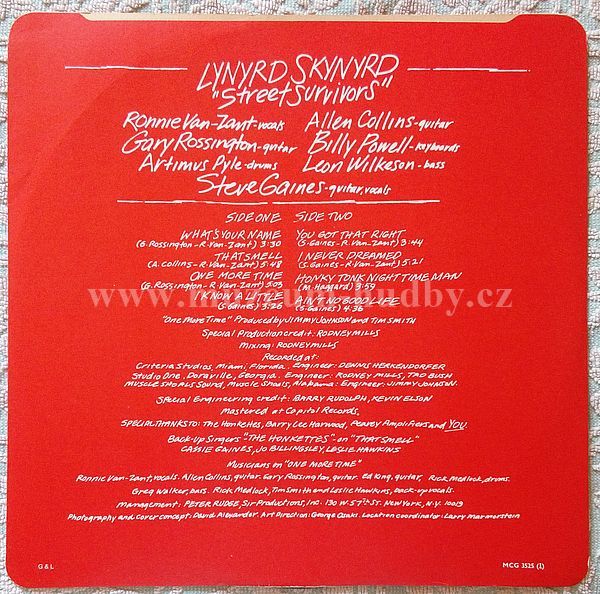 LYNYRD SKYNYRD
"Street Survivors"
Ronnie Van-Zant-vocals Allen Collins-guitar
Gary Rossington-guitar Billy Powell-keyboards
Artimus Pyle-drums Leon Wilkeson-bass
Steve Gaines-guitar, vocals
SIDE ONE SIDE TWO
WHAT'S YOUR NAME YOU GOT THAT RIGHT
(G. Rossington-R. Van-Zant) 3:30 (S. Gaines-R. Van-Zant) 3:44
THAT SMELL I NEVER DREAMED
(A. Collins-R. Van-Zant) 5:48 (S. Gaines-R. Van-Zant) 5:21
ONE MORE TIME HONKY TONK NIGHT TIME MAN
(G. Rossington-R. Van-Zant) 5:03 (M. Haggard) 3:59
I KNOW A LITTLE AIN'T NO GOOD LIFE
(S. Gaines) 3:26 (S. Gaines) 4:36
www.hudby.cz
"One More Time" Produced by JIMMY JOHNSON and TIM SMITH
Special Production credit: RODNEY MILLS
Mixing: RODNEY MILLS
Recorded at:
Criteria Studios Miami, Florida. Engineer: DENNIS HERKENDORFER
Studio One, Doraville, Georgia. Engineer: RODNEY MILLS, TAD BUSH
MUSCLE SHOALS SOUND, Muscle Shoals, Alabama: Engineer: JIMMY JOHNSON.
Special Engineering credit: BARRY RUDOLPH, KEVIN ELSON
Mastered at Capitol Records,
SPECIAL THANKS TO: The Honketes, Barry Lee Harwood, Peavey Amplifiers and YOU.
Back-Up Singers "THE HONKETTES" on "THAT SMELL"
CASSIE GAINES, JO BILLINGSLEY, LESLIE HAWKINS
Musicians on "ONE MORE TIME"
Ronnie Van-Zant, vocals. Allen Collins, guitar. Gary Rossington, guitar. Ed King, guitar, Rick Medlock, drums.
Greg Walker, bass. Rick Medlock, Tim Smith and Leslie Hawkins, back-up vocals.
Management: PETER RUDGE, Sir Productions, Inc. 130 W. 57th ST. NEW YORK, N.Y. 10019
Photography and cover concept: David Alexander. Art Direction: George Osaki. Location coordinator: Larry Marmorstein
G & L MCG 3525 (1)